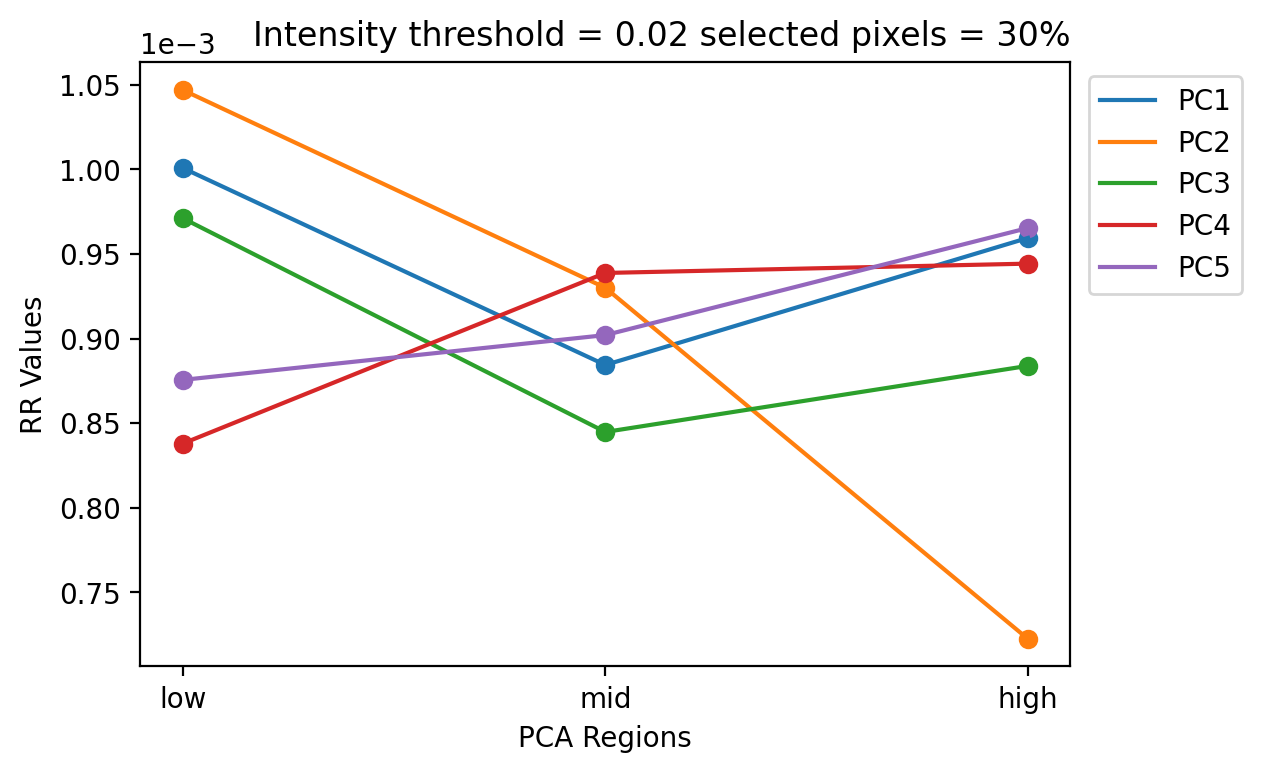 Intensity threshold = 0.02 selected pixels = 30%
1e−3
1.05
1.00
0.95
0.90
0.85
0.80
0.75
RR Values
low
mid
high
PCA Regions
PC1
PC2
PC3
PC4
PC5